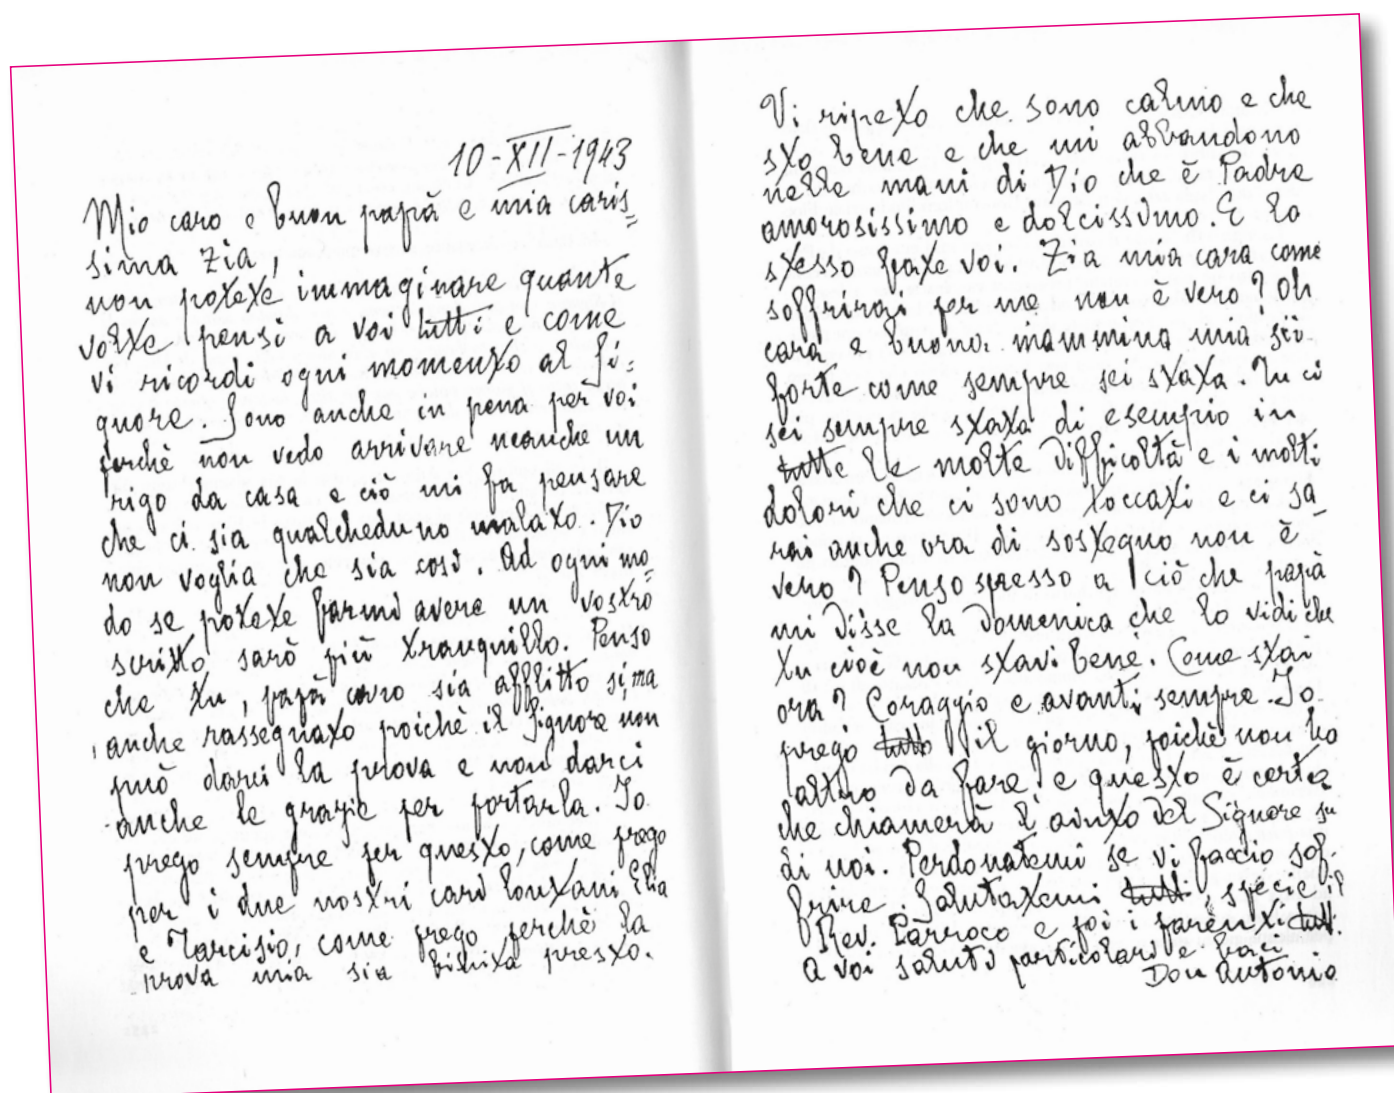 10-XII-1943
Mio caro e buon papà e mia caris=
sima zia,
non potete immaginare quante
volte pensi a voi tutti e come
vi ricordi ogni momento al Si=
gnore. Sono anche in pena per voi
perchè non vedo arrivare neanche un
rigo da casa e ciò mi fa pensare
che ci sia qualcheduno malato. Dio
non voglia che sia così. Ad ogni mo=
do se potete farmi avere un vostro
scritto sarò più tranquillo. Penso
che tu, papà caro sia afflitto sì, ma
anche rassegnato poichè il Signore non
può darci la prova e non darci
anche le grazie per portarla. Io
prego sempre per questo, come prego
per i due nostri cari lontani Elia
e Tarcisio, come prego perchè la
prova mia sia finita presto.
Vi ripeto che sono calmo e che
sto bene e che mi abbandono
nelle mani di Dio che è Padre
amorosissimo e dolcissimo. E lo
stesso fate voi. Zia mia cara come
soffrirai per me non è vero? Oh
cara e buona mammina mia sii
forte come sempre sei stata. Tu ci
sei sempre stata di esempio in
tutte le molte difficoltà e i molti
dolori che ci sono toccati e ci sa
rai anche ora di sostegno non è
vero? Penso spesso a ciò che papà
mi disse la Domenica che lo vidi che
tu cioè non stavi bene. Come stai
ora? Coraggio e avanti sempre. Io
prego tutto il giorno, poichè non ho
altro da fare e questo è certo
che chiamerà l'aiuto del Signore su
di noi. Perdonatemi se vi faccio sof-
frire. Salutatemi tutti, specie il
Rev. Parroco e poi i parenti tutti.
A voi saluti particolari e baci
Don Antonio